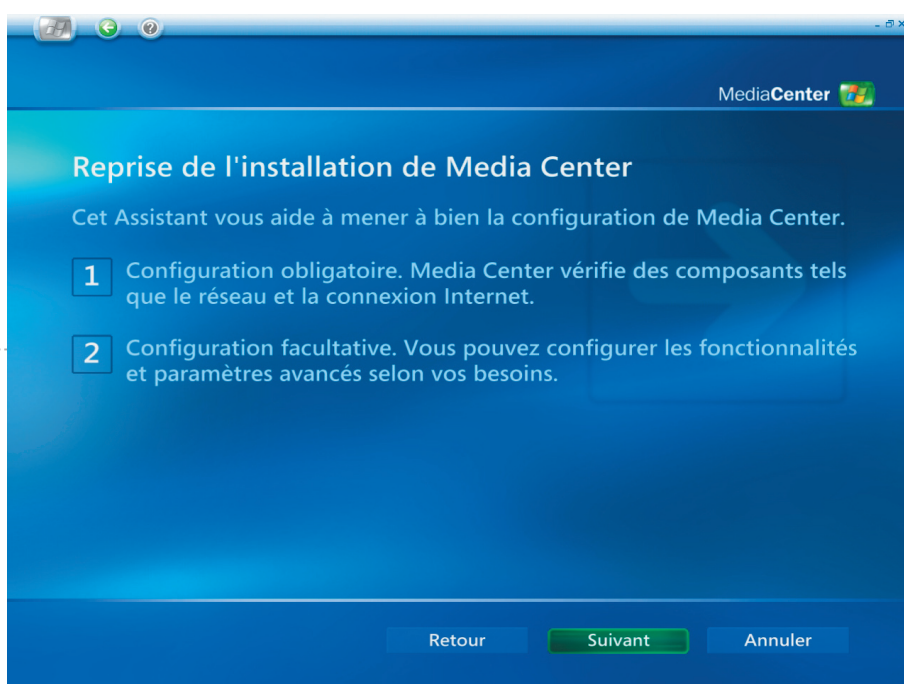 MediaCenter
Reprise de l'installation de Media Center
Cet Assistant vous aide à mener à bien la configuration de Media Center.
1 Configuration obligatoire. Media Center vérifie des composants tels
que le réseau et la connexion Internet.
2 Configuration facultative. Vous pouvez configurer les fonctionnalités
et paramètres avancés selon vos besoins.
Retour Suivant Annuler